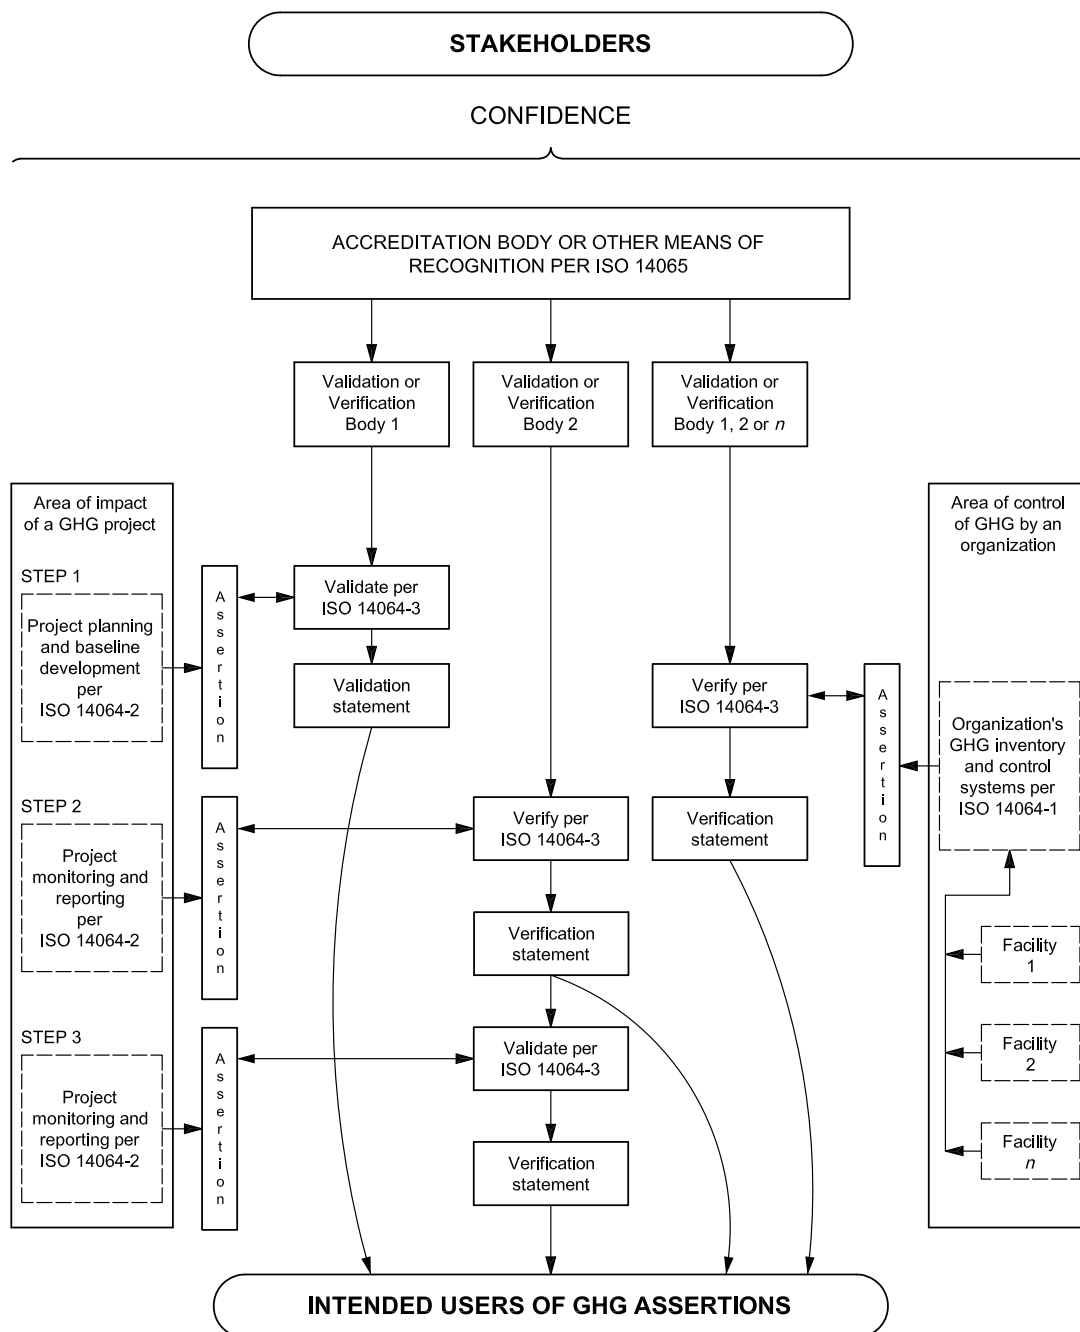 STAKEHOLDERS
CONFIDENCE
ACCREDITATION BODY OR OTHER MEANS OF
RECOGNITION PER ISO 14065
Validation or
Verification
Body 1
Validation or
Verification
Body 2
Validation or
Verification
Body 1, 2 or n
Area of impact
of a GHG project
STEP 1
Project planning
and baseline
development
per
ISO 14064-2
Assertion
Validate per
ISO 14064-3
Validation
statement
STEP 2
Project
monitoring and
reporting
per
ISO 14064-2
Assertion
Verify per
ISO 14064-3
Verification
statement
STEP 3
Project
monitoring and
reporting per
ISO 14064-2
Assertion
Validate per
ISO 14064-3
Verification
statement
Verify per
ISO 14064-3
Verification
statement
Assertion
Area of control
of GHG by an
organization
Organization's
GHG inventory
and control
systems per
ISO 14064-1
Facility
1
Facility
2
Facility
n
INTENDED USERS OF GHG ASSERTIONS